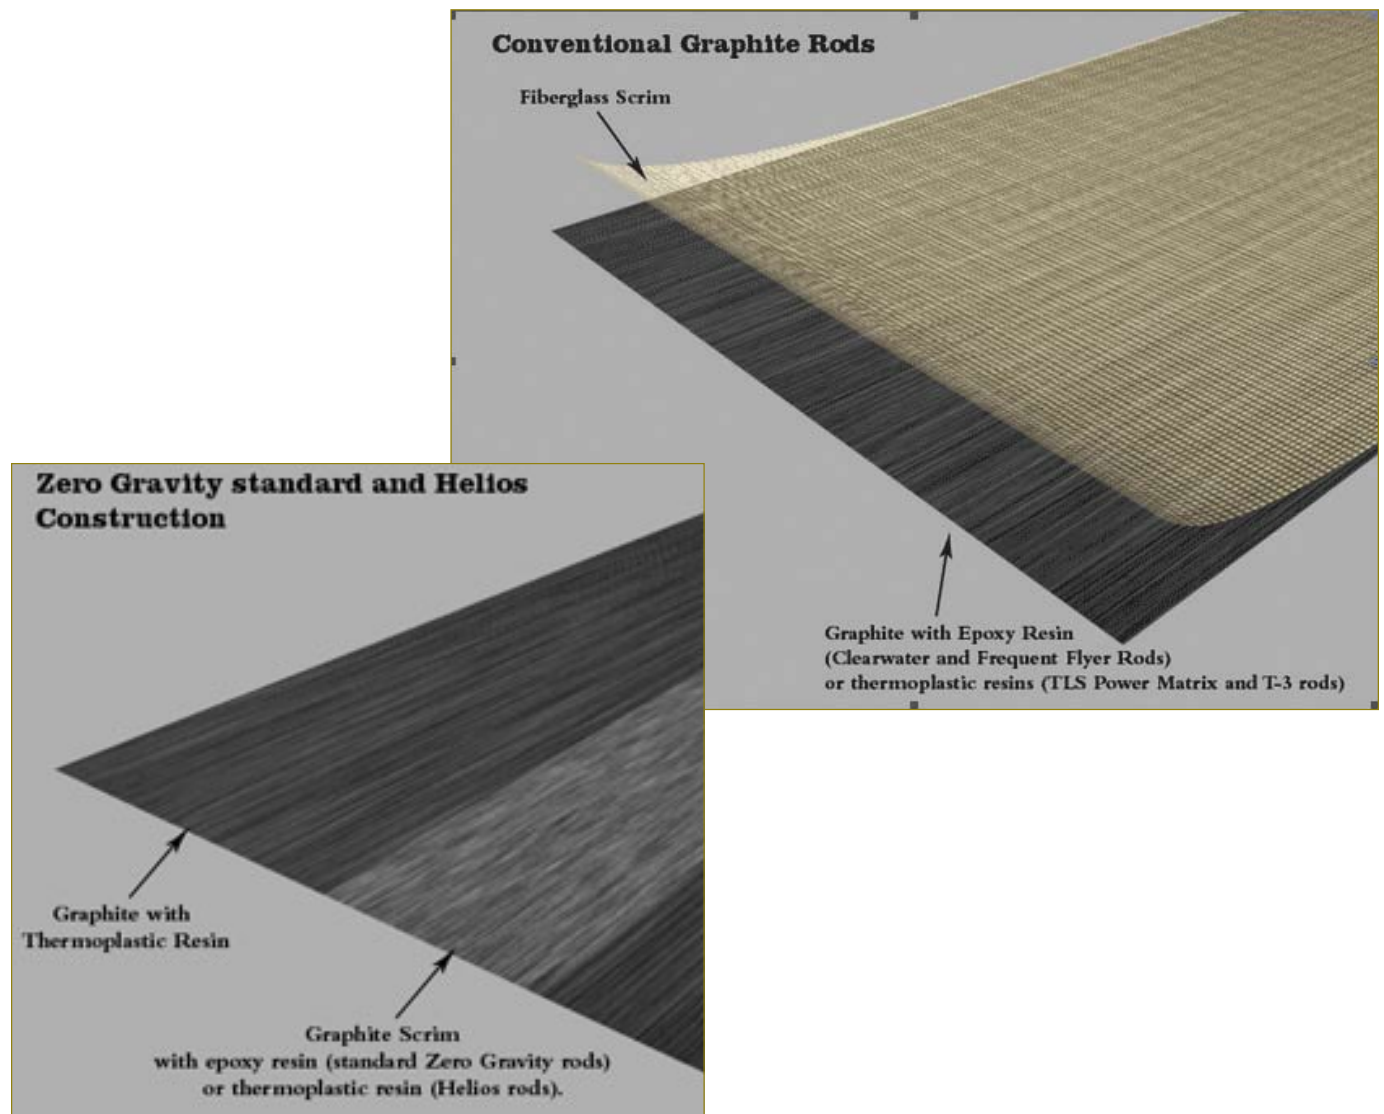 Conventional Graphite Rods
Fiberglass Scrim
Graphite with Epoxy Resin
(Clearwater and Frequent Flyer Rods)
or thermoplastic resins (TLS Power Matrix and T-3 rods)
Zero Gravity standard and Helios
Construction
Graphite with
Thermoplastic Resin
Graphite Scrim
with epoxy resin (standard Zero Gravity rods)
or thermoplastic resin (Helios rods).